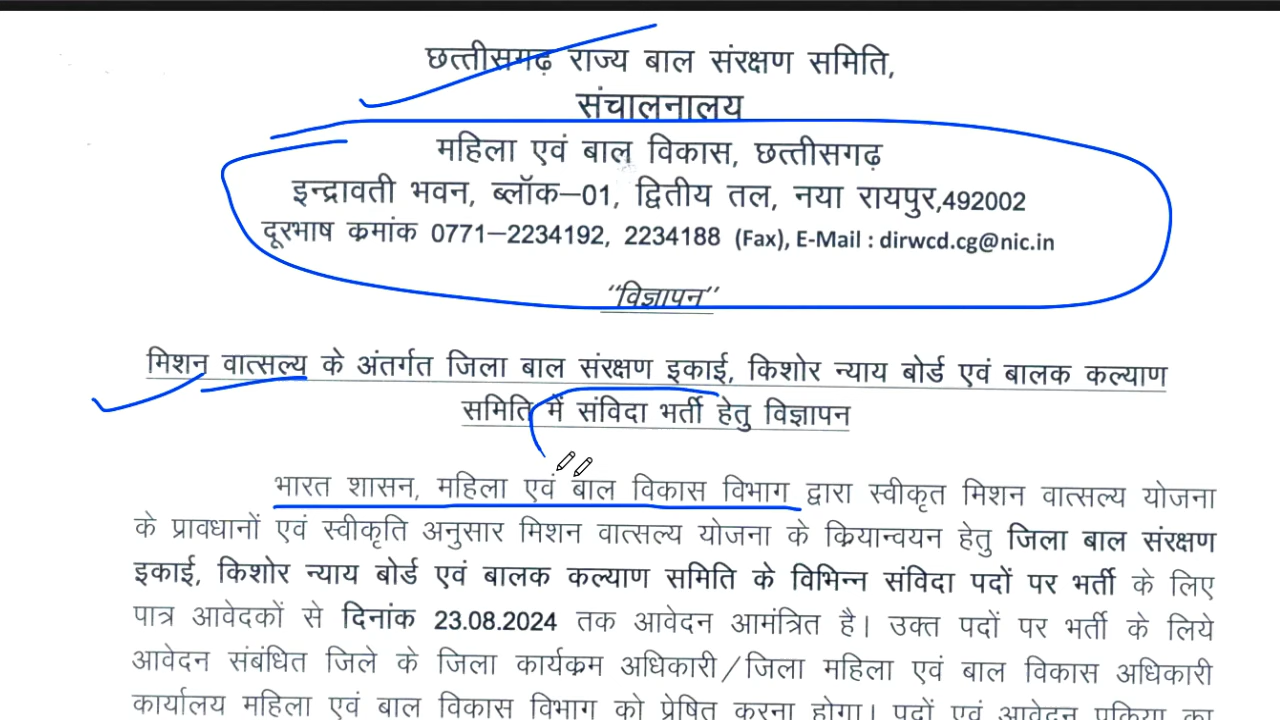 छत्तीसगढ़ राज्य बाल संरक्षण समिति,
संचालनालय
महिला एवं बाल विकास, छत्तीसगढ़
इन्द्रावती भवन, ब्लॉक–01, द्वितीय तल, नया रायपुर,492002
दूरभाष क्रमांक 0771–2234192, 2234188 (Fax), E-Mail : dirwcd.cg@nic.in
“विज्ञापन”
मिशन वात्सल्य के अंतर्गत जिला बाल संरक्षण इकाई, किशोर न्याय बोर्ड एवं बालक कल्याण
समिति में संविदा भर्ती हेतु विज्ञापन
भारत शासन, महिला एवं बाल विकास विभाग द्वारा स्वीकृत मिशन वात्सल्य योजना
के प्रावधानों एवं स्वीकृति अनुसार मिशन वात्सल्य योजना के क्रियान्वयन हेतु जिला बाल संरक्षण
इकाई, किशोर न्याय बोर्ड एवं बालक कल्याण समिति के विभिन्न संविदा पदों पर भर्ती के लिए
पात्र आवेदकों से दिनांक 23.08.2024 तक आवेदन आमंत्रित है। उक्त पदों पर भर्ती के लिये
आवेदन संबंधित जिले के जिला कार्यक्रम अधिकारी/जिला महिला एवं बाल विकास अधिकारी
कार्यालय महिला एवं बाल विकास विभाग को प्रेषित करना होगा। पदों एवं आवेदन प्रक्रिया का